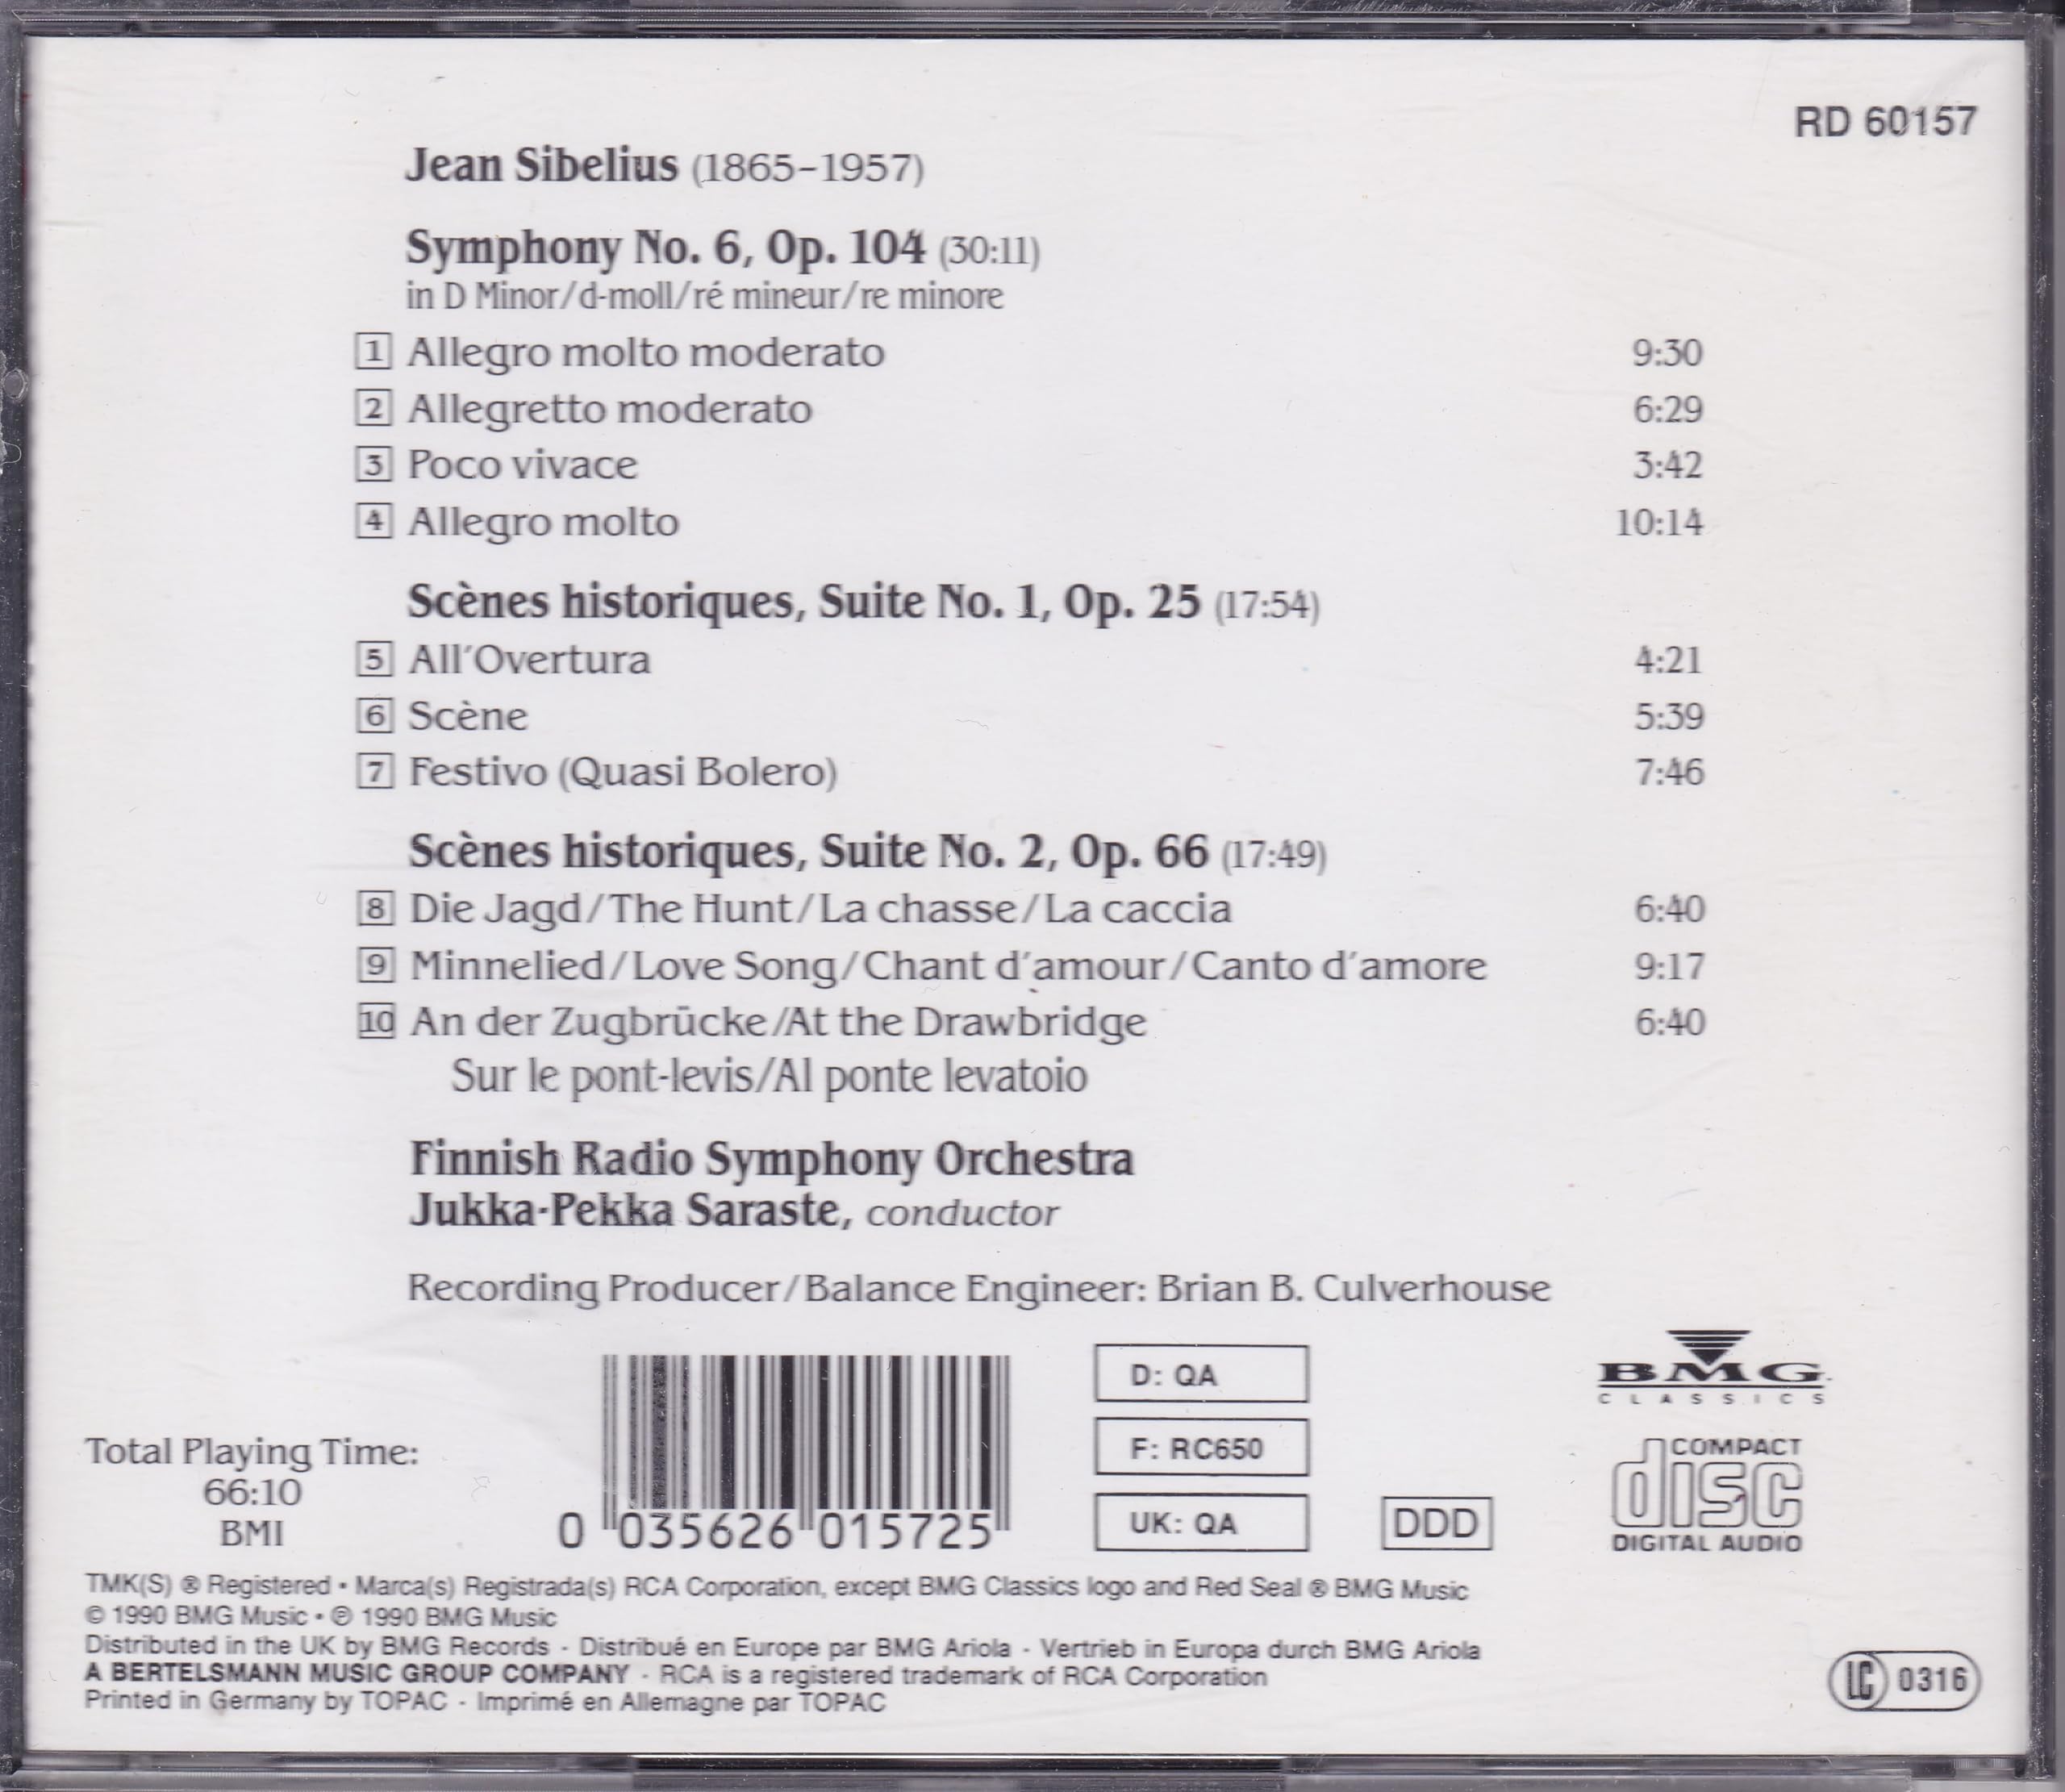 RD 60157
Jean Sibelius (1865–1957)
Symphony No. 6, Op. 104 (30:11)
in D Minor/d-moll/ré mineur/re minore
1 Allegro molto moderato 9:30
2 Allegretto moderato 6:29
3 Poco vivace 3:42
4 Allegro molto 10:14
Scènes historiques, Suite No. 1, Op. 25 (17:54)
5 All'Overtura 4:21
6 Scène 5:39
7 Festivo (Quasi Bolero) 7:46
Scènes historiques, Suite No. 2, Op. 66 (17:49)
8 Die Jagd/The Hunt/La chasse/La caccia 6:40
9 Minnelied/Love Song/Chant d'amour/Canto d'amore 9:17
10 An der Zugbrücke/At the Drawbridge 6:40
Sur le pont-levis/Al ponte levatoio
Finnish Radio Symphony Orchestra
Jukka-Pekka Saraste, conductor
Recording Producer/Balance Engineer: Brian B. Culverhouse
Total Playing Time:
66:10
BMI
0 035626 015725
D: QA
F: RC650
UK: QA
DDD
BMG
CLASSICS
COMPACT
disc
DIGITAL AUDIO
TMK(S) ® Registered • Marca(s) Registrada(s) RCA Corporation, except BMG Classics logo and Red Seal ® BMG Music
© 1990 BMG Music • ℗ 1990 BMG Music
Distributed in the UK by BMG Records · Distribué en Europe par BMG Ariola · Vertrieb in Europa durch BMG Ariola
A BERTELSMANN MUSIC GROUP COMPANY · RCA is a registered trademark of RCA Corporation
Printed in Germany by TOPAC · Imprimé en Allemagne par TOPAC
LC 0316